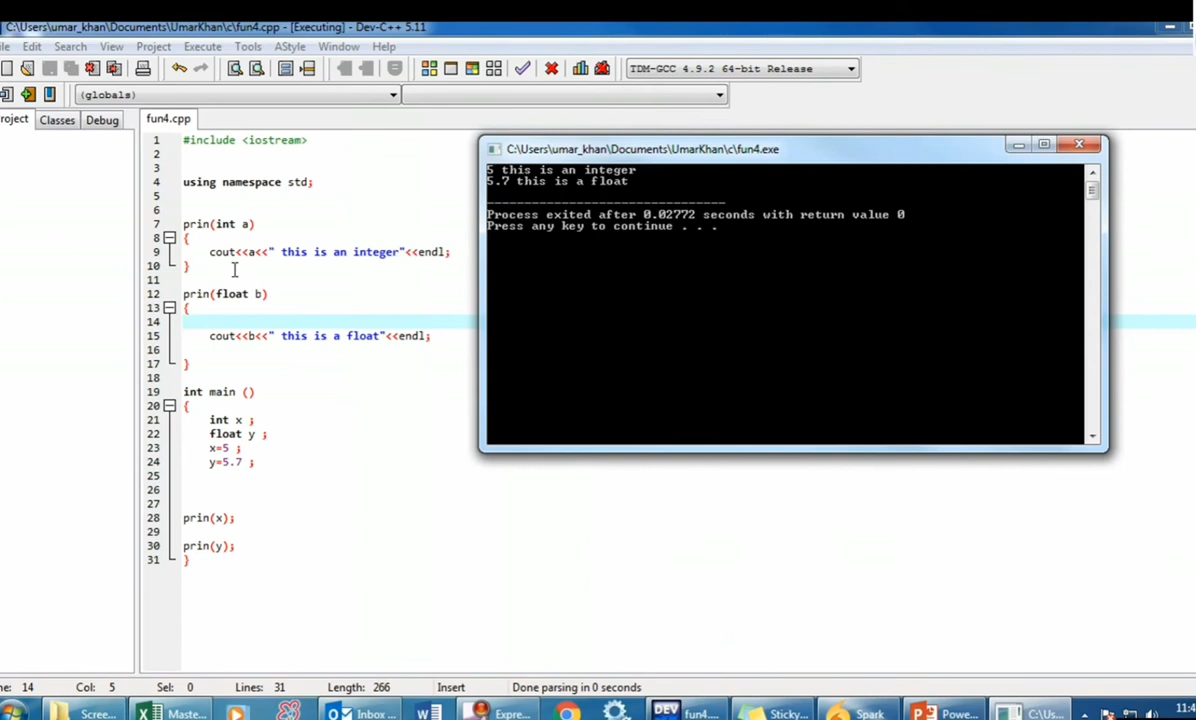 C:\Users\umar_khan\Documents\UmarKhan\c\fun4.cpp - [Executing] - Dev-C++ 5.11
Edit Search View Project Execute Tools AStyle Window Help
TDM-GCC 4.9.2 64-bit Release
(globals)
Classes Debug fun4.cpp
1 #include <iostream>
2
3
4 using namespace std;
5
6
7 prin(int a)
8 {
9 cout<<a<<" this is an integer"<<endl;
10 }
11
12 prin(float b)
13 {
14
15 cout<<b<<" this is a float"<<endl;
16
17 }
18
19 int main ()
20 {
21 int x ;
22 float y ;
23 x=5 ;
24 y=5.7 ;
25
26
27
28 prin(x);
29
30 prin(y);
31 }
C:\Users\umar_khan\Documents\UmarKhan\c\fun4.exe
5 this is an integer
5.7 this is a float
--------------------------------
Process exited after 0.02772 seconds with return value 0
Press any key to continue . . .
14 Col: 5 Sel: 0 Lines: 31 Length: 266 Insert Done parsing in 0 seconds
Scree... Maste... Inbox ... Expre... DEV fun4.... Sticky... Spark Powe... C:\Us...